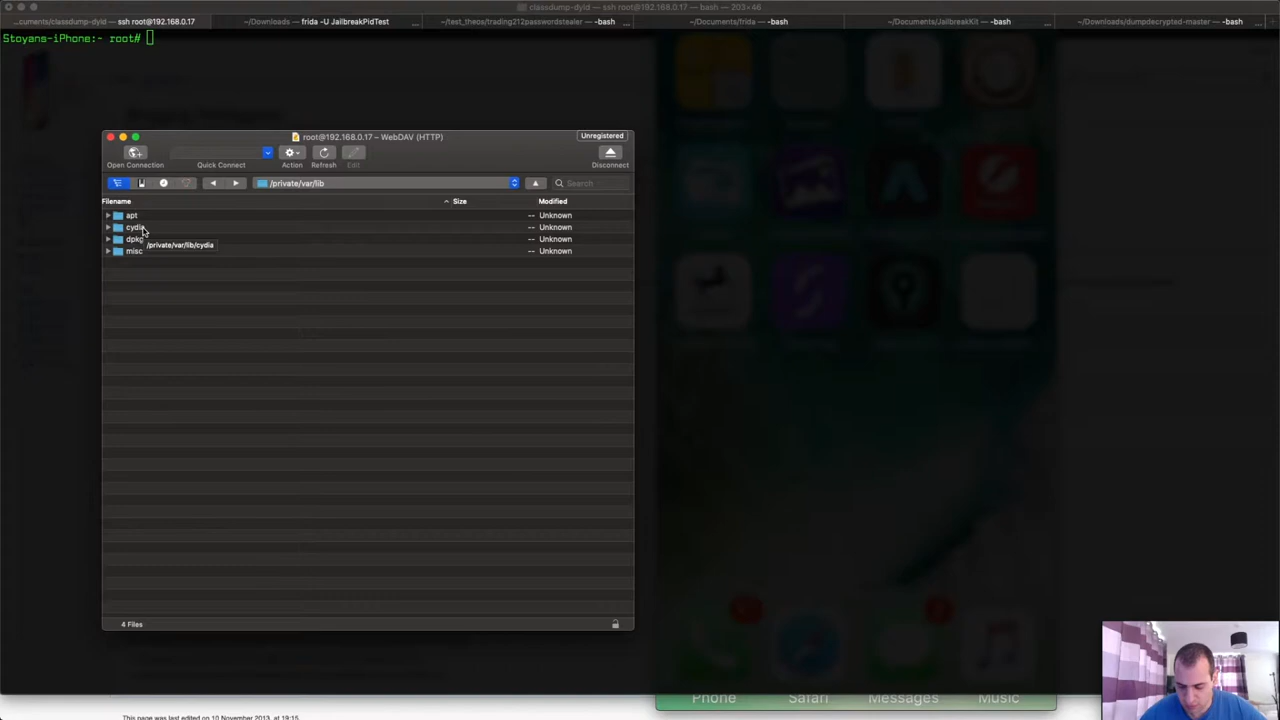 classdump-dyld — ssh root@192.168.0.17 — bash — 203×46
...cuments/classdump-dyld — ssh root@192.168.0.17
~/Downloads — frida -U JailbreakPidTest ...
~/test_theos/trading212passwordstealer — -bash ...
~/Documents/frida — -bash
~/Documents/JailbreakKit — -bash ...
~/Downloads/dumpdecrypted-master — -bash ...
Stoyans-iPhone:~ root#
root@192.168.0.17 – WebDAV (HTTP)
Unregistered
Open Connection
Quick Connect
Action
Refresh
Edit
Disconnect
/private/var/lib
Search
Filename
Size
Modified
apt -- Unknown
cydia -- Unknown
dpkg -- Unknown
/private/var/lib/cydia
misc -- Unknown
4 Files
Phone
Safari
Messages
Music
This page was last edited on 10 November 2013, at 19:15.